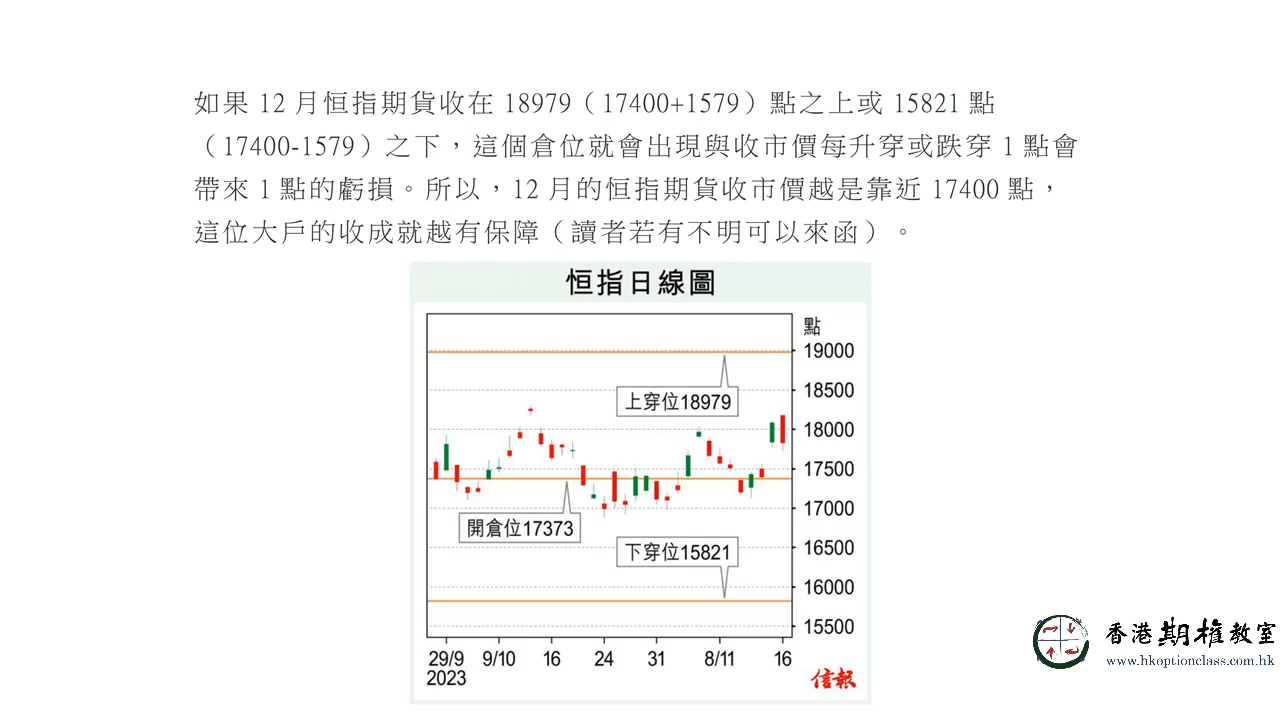 如果 12 月恒指期貨收在 18979（17400+1579）點之上或 15821 點
（17400-1579）之下，這個倉位就會出現與收市價每升穿或跌穿 1 點會
帶來 1 點的虧損。所以，12 月的恒指期貨收市價越是靠近 17400 點，
這位大戶的收成就越有保障（讀者若有不明可以來函）。
恒指日線圖
點
19000
18500
18000
17500
17000
16500
16000
15500
上穿位18979
開倉位17373
下穿位15821
29/9 9/10 16 24 31 8/11 16
2023
信報
香港期權教室
www.hkoptionclass.com.hk